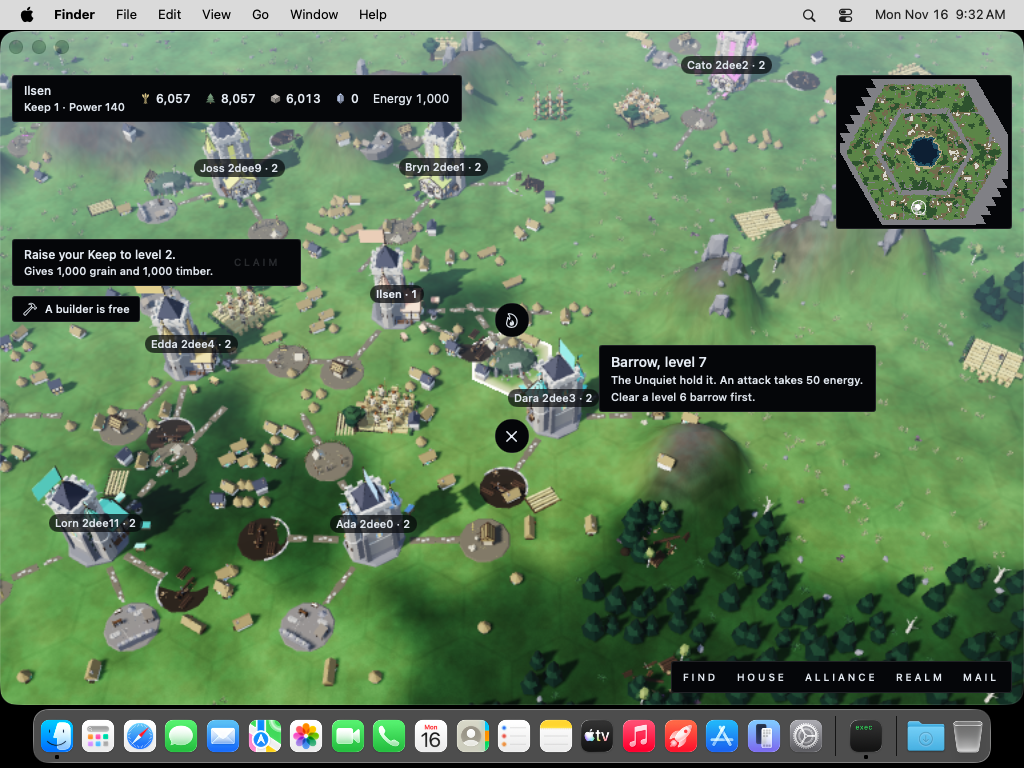 Finder File Edit View Go Window Help Mon Nov 16 9:32 AM
Cato 2dee2 · 2
Ilsen
Keep 1 · Power 140
6,057 8,057 6,013 0 Energy 1,000
Joss 2dee9 · 2
Bryn 2dee1 · 2
Raise your Keep to level 2.
Gives 1,000 grain and 1,000 timber.
CLAIM
Ilsen · 1
A builder is free
Edda 2dee4 · 2
Barrow, level 7
The Unquiet hold it. An attack takes 50 energy.
Clear a level 6 barrow first.
Dara 2dee3 · 2
Lorn 2dee11 · 2
Ada 2dee0 · 2
FIND HOUSE ALLIANCE REALM MAIL
Mon
16
tv
exec